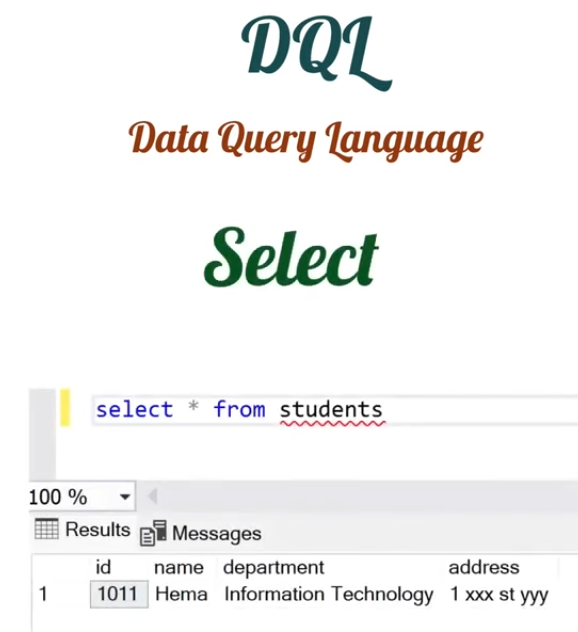 DQL
Data Query Language
Select
select * from students
100 %
Results Messages
id name department address
1 1011 Hema Information Technology 1 xxx st yyy